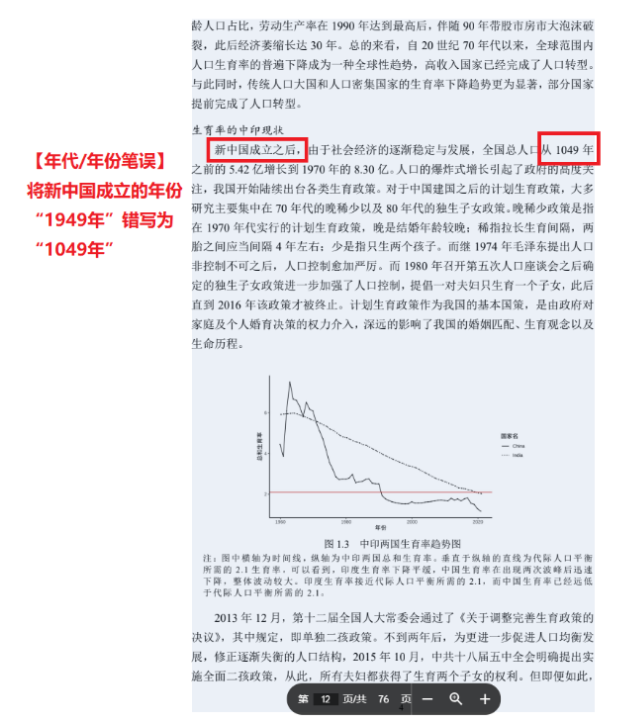 龄人口占比，劳动生产率在 1990 年达到最高后，伴随 90 年带股市房市大泡沫破
裂，此后经济萎缩长达 30 年。总的来看，自 20 世纪 70 年代以来，全球范围内
人口生育率的普遍下降成为一种全球性趋势，高收入国家已经完成了人口转型。
与此同时，传统人口大国和人口密集国家的生育率下降趋势更为显著，部分国家
提前完成了人口转型。
生育率的中印现状
新中国成立之后，由于社会经济的逐渐稳定与发展，全国总人口从 1049 年
之前的 5.42 亿增长到 1970 年的 8.30 亿。人口的爆炸式增长引起了政府的高度关
注，我国开始陆续出台各类生育政策。对于中国建国之后的计划生育政策，大多
研究主要集中在 70 年代的晚稀少以及 80 年代的独生子女政策。晚稀少政策是指
在 1970 年代实行的计划生育政策，晚是结婚年龄较晚；稀指拉长生育间隔，两
胎之间应当间隔 4 年左右；少是指只生两个孩子。而继 1974 年毛泽东提出人口
非控制不可之后，人口控制愈加严厉。而 1980 年召开第五次人口座谈会之后确
定的独生子女政策进一步加强了人口控制，提倡一对夫妇只生育一个子女，此后
直到 2016 年该政策才被终止。计划生育政策作为我国的基本国策，是由政府对
家庭及个人婚育决策的权力介入，深远的影响了我国的婚姻匹配、生育观念以及
生命历程。
【年代/年份笔误】
将新中国成立的年份
“1949年”错写为
“1049年”
总和生育率
6
4
2
1960
1980
2000
2020
年份
国家名
China
India
图 1.3 中印两国生育率趋势图
注：图中横轴为时间线，纵轴为中印两国总和生育率。垂直于纵轴的直线为代际人口平衡
所需的 2.1 生育率，可以看到，印度生育率下降平缓，中国生育率在出现两次波峰后迅速
下降，整体波动较大。印度生育率接近代际人口平衡所需的 2.1，而中国生育率已经远低
于代际人口平衡所需的 2.1。
2013 年 12 月，第十二届全国人大常委会通过了《关于调整完善生育政策的
决议》，其中规定，即单独二孩政策。不到两年后，为更进一步促进人口均衡发
展，修正逐渐失衡的人口结构，2015 年 10 月，中共十八届五中全会明确提出实
施全面二孩政策，从此，所有夫妇都获得了生育两个子女的权利。但即便如此，
第 12 页/共 76 页
4